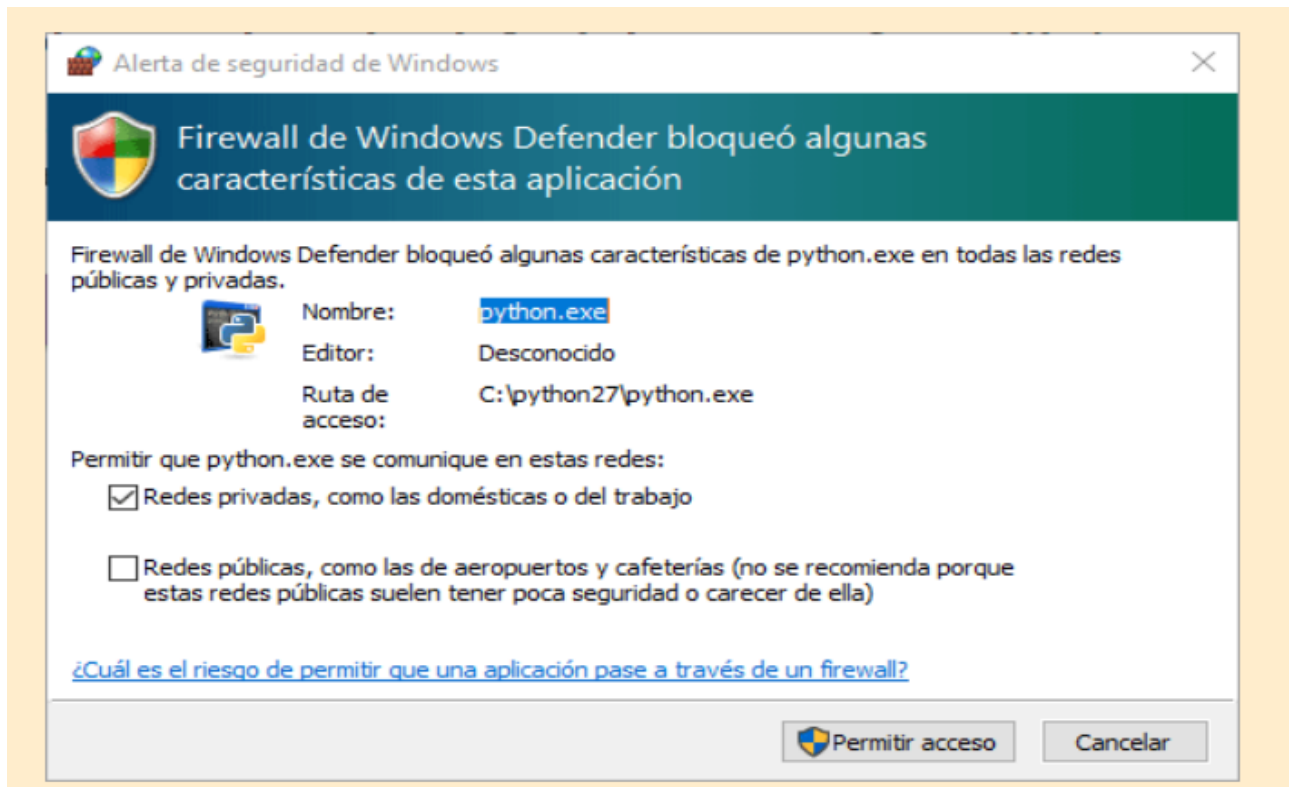 Alerta de seguridad de Windows
Firewall de Windows Defender bloqueó algunas
características de esta aplicación
Firewall de Windows Defender bloqueó algunas características de python.exe en todas las redes
públicas y privadas.
Nombre: python.exe
Editor: Desconocido
Ruta de C:\python27\python.exe
acceso:
Permitir que python.exe se comunique en estas redes:
Redes privadas, como las domésticas o del trabajo
Redes públicas, como las de aeropuertos y cafeterías (no se recomienda porque
estas redes públicas suelen tener poca seguridad o carecer de ella)
¿Cuál es el riesgo de permitir que una aplicación pase a través de un firewall?
Permitir acceso Cancelar